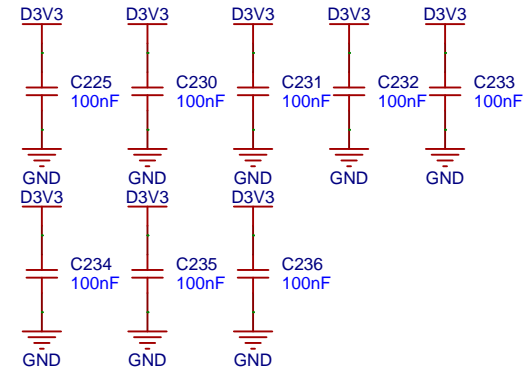 D3V3 D3V3 D3V3 D3V3 D3V3
C225 C230 C231 C232 C233
100nF 100nF 100nF 100nF 100nF
GND GND GND GND GND
D3V3 D3V3 D3V3
C234 C235 C236
100nF 100nF 100nF
GND GND GND